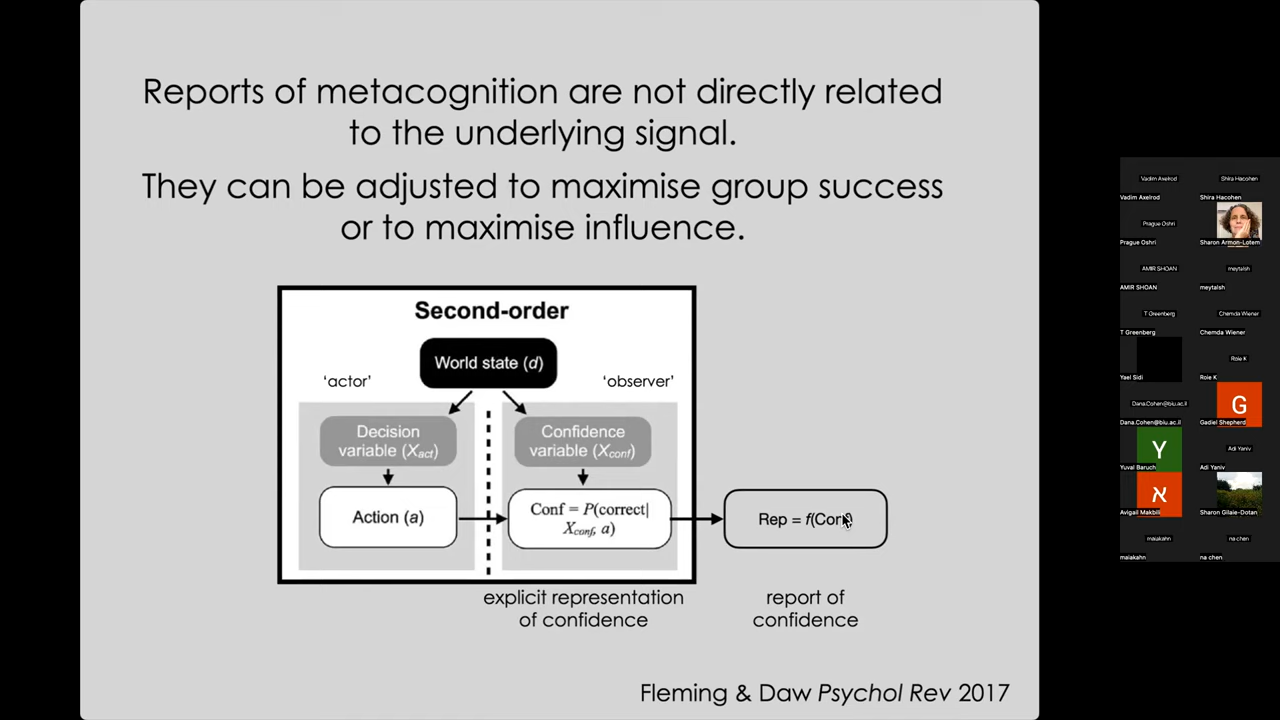 Reports of metacognition are not directly related
to the underlying signal.
They can be adjusted to maximise group success
or to maximise influence.
Second-order
World state (d)
‘actor’
‘observer’
Decision
variable (Xact)
Confidence
variable (Xconf)
Action (a)
Conf = P(correct|
Xconf, a)
Rep = f(Conf)
explicit representation
of confidence
report of
confidence
Fleming & Daw Psychol Rev 2017
Vadim Axelrod
Shira Hacohen
Vadim Axelrod
Shira Hacohen
Prague Oshri
Prague Oshri
Sharon Armon-Lotem
AMIR SHOAN
meytalsh
AMIR SHOAN
meytalsh
T Greenberg
Chemda Wiener
T Greenberg
Chemda Wiener
Roie K
Yael Sidi
Roie K
Dana.Cohen@biu.ac.il
G
Dana.Cohen@biu.ac.il
Gadiel Shepherd
Y
Adi Yaniv
Yuval Baruch
Adi Yaniv
א
Avigail Makbili
Sharon Gilaie-Dotan
maiakahn
na chen
maiakahn
na chen